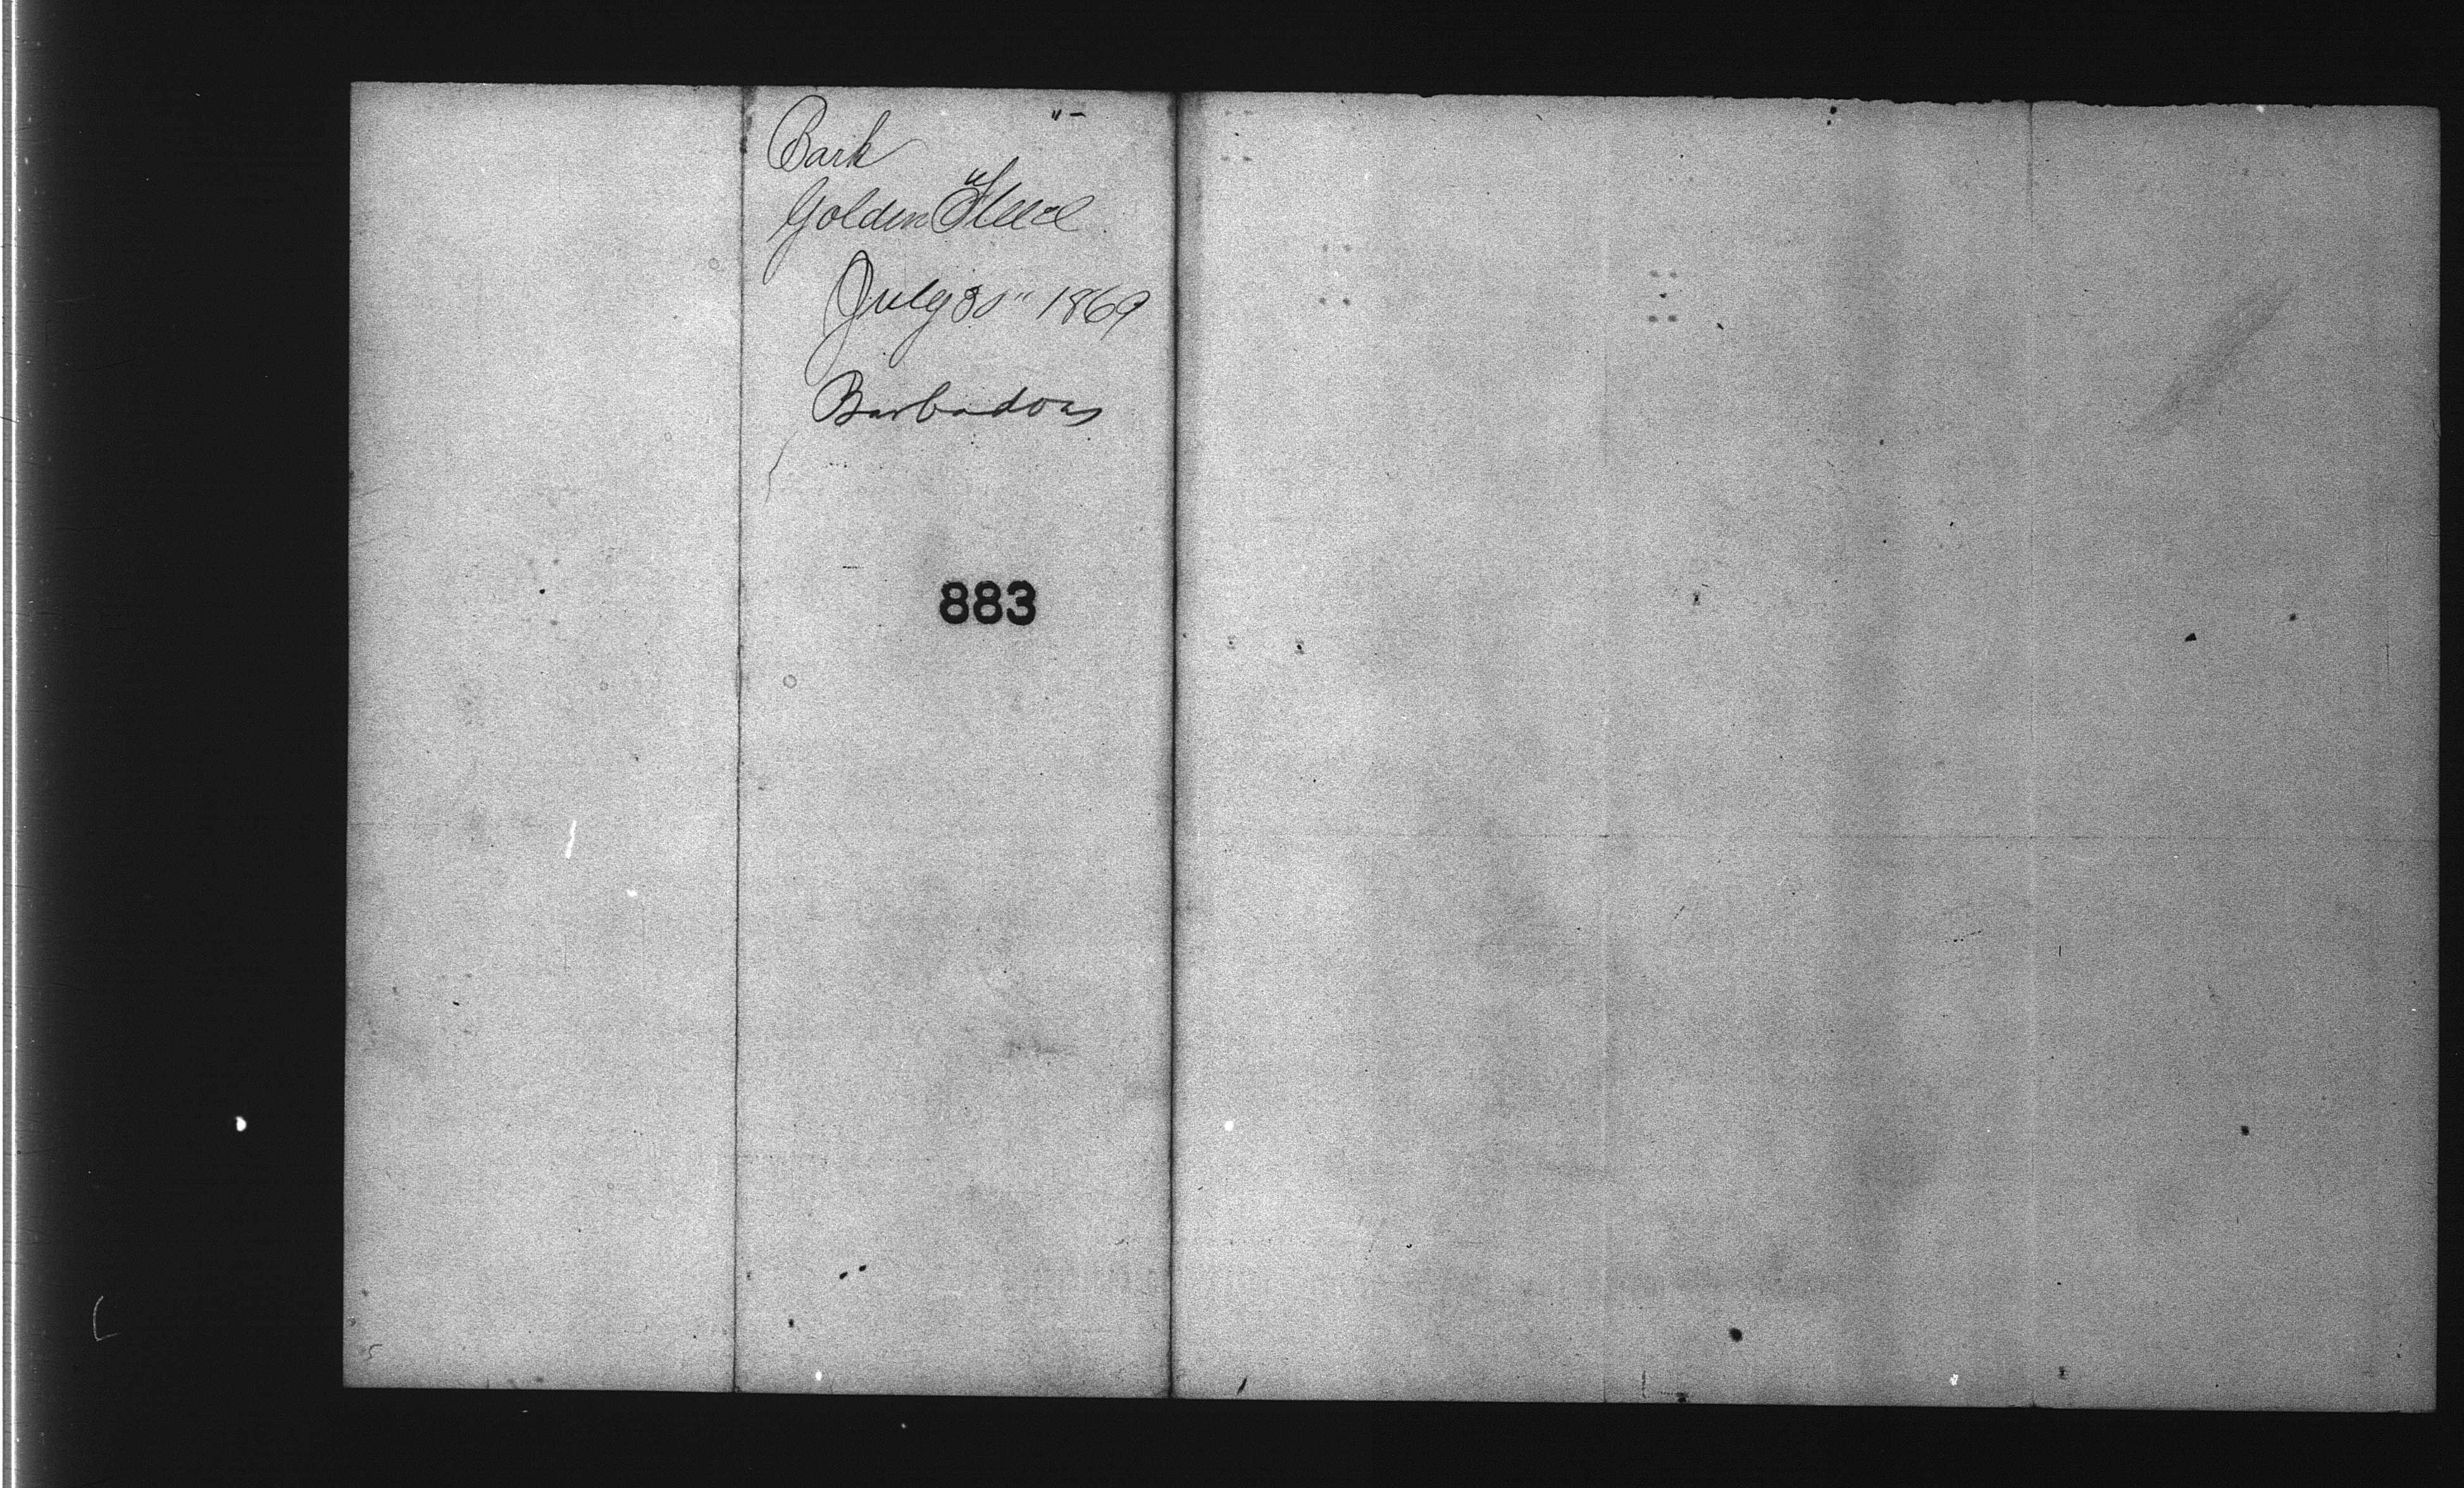 Bark
Golden Fleece
July 30" 1869
Barbadoes
883